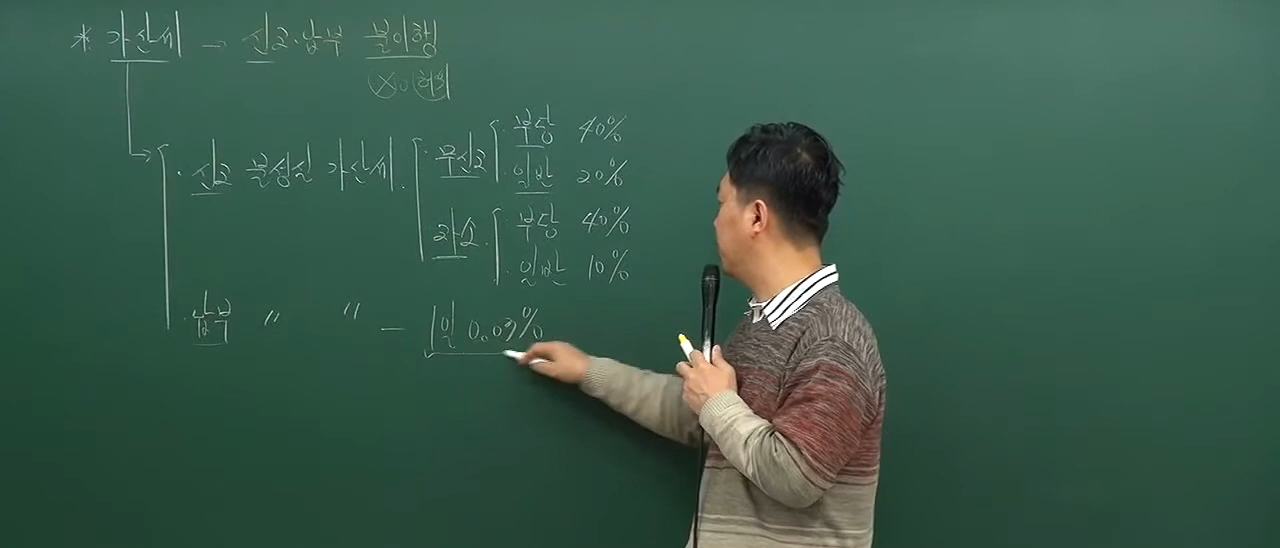 * 가산세 → 신고·납부 불이행
· 신고 불성실 가산세
· 무신고
부당 40%
일반 20%
과소
· 부당 40%
· 일반 10%
· 납부 〃 〃 – 1일 0.03%